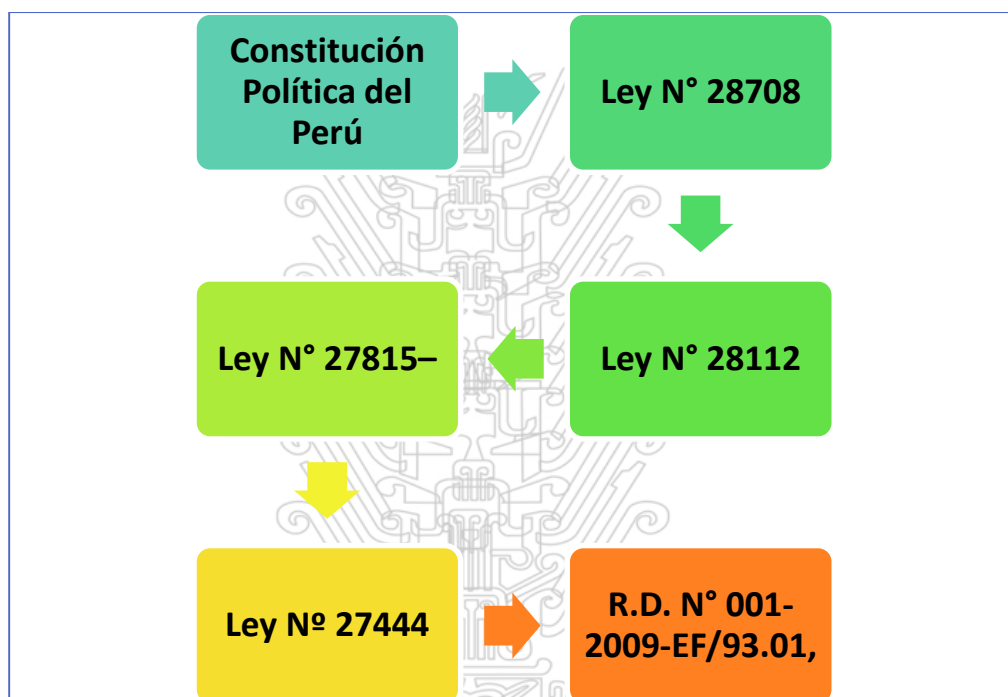 Constitución
Política del
Perú
Ley N° 28708
Ley N° 28112
Ley N° 27815–
Ley Nº 27444
R.D. N° 001-
2009-EF/93.01,